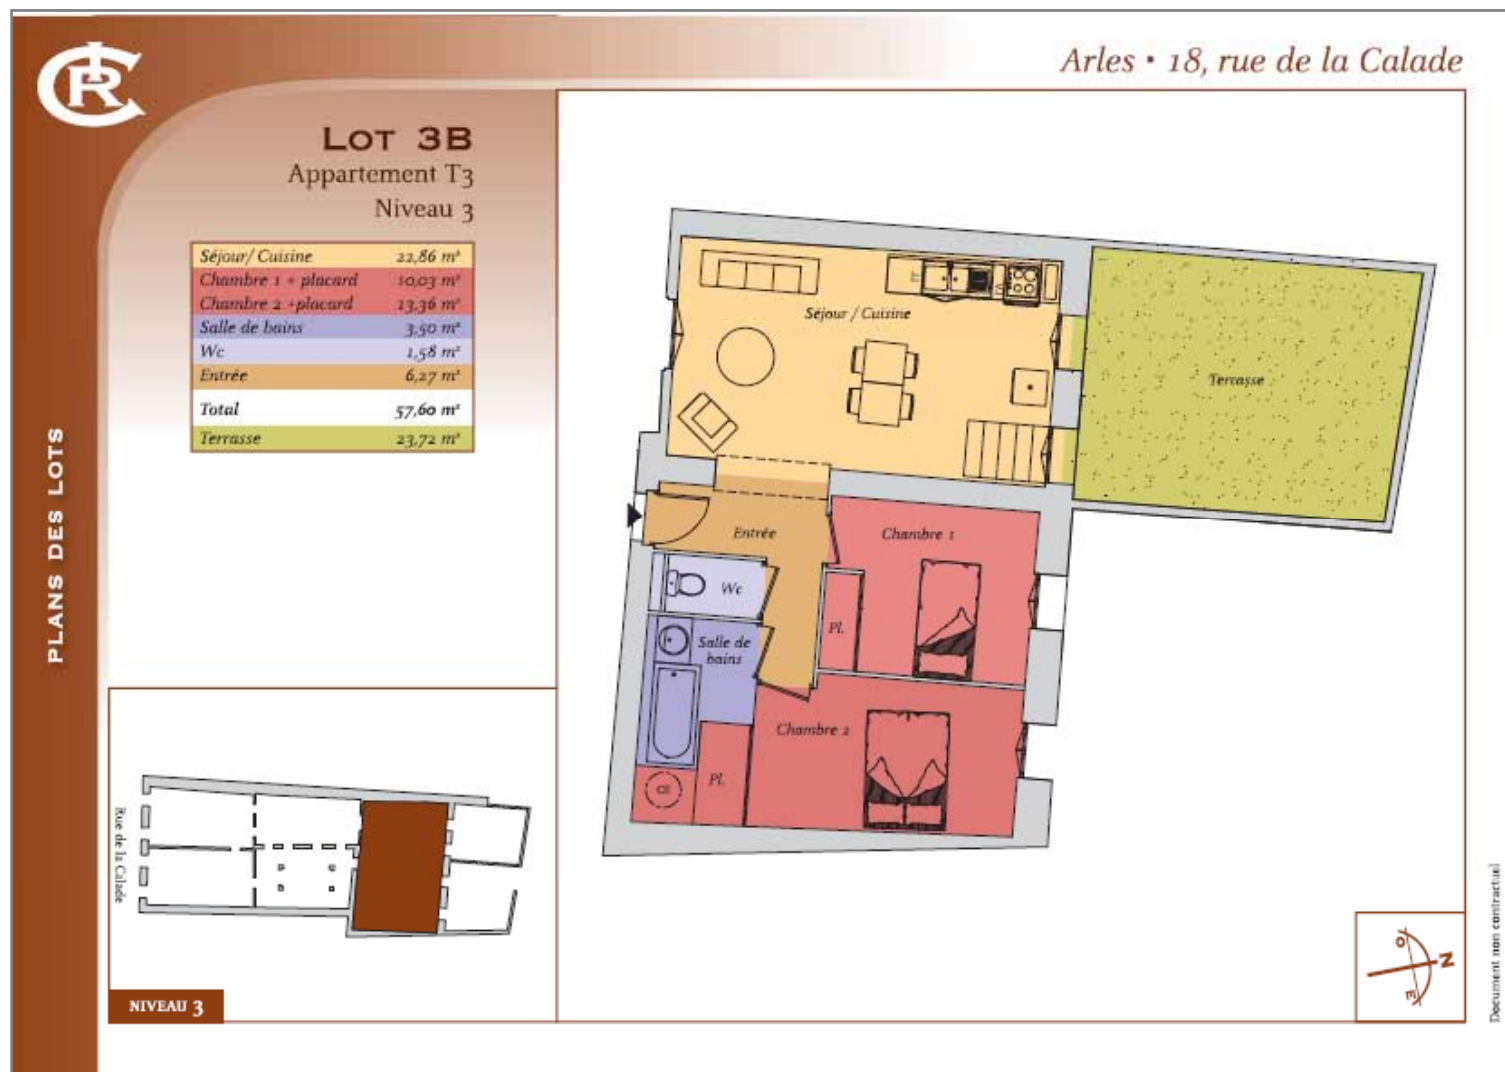 CRI
Arles • 18, rue de la Calade
LOT 3B
Appartement T3
Niveau 3
Séjour/ Cuisine 22,86 m²
Chambre 1 + placard 10,03 m²
Chambre 2 +placard 13,36 m²
Salle de bains 3,50 m²
Wc 1,58 m²
Entrée 6,27 m²
Total 57,60 m²
Terrasse 23,72 m²
PLANS DES LOTS
Séjour / Cuisine
Terrasse
Entrée
Chambre 1
Wc
Pl.
Salle de
bains
Chambre 2
Pl.
Rue de la Calade
NIVEAU 3
O
N
E
Document non contractuel